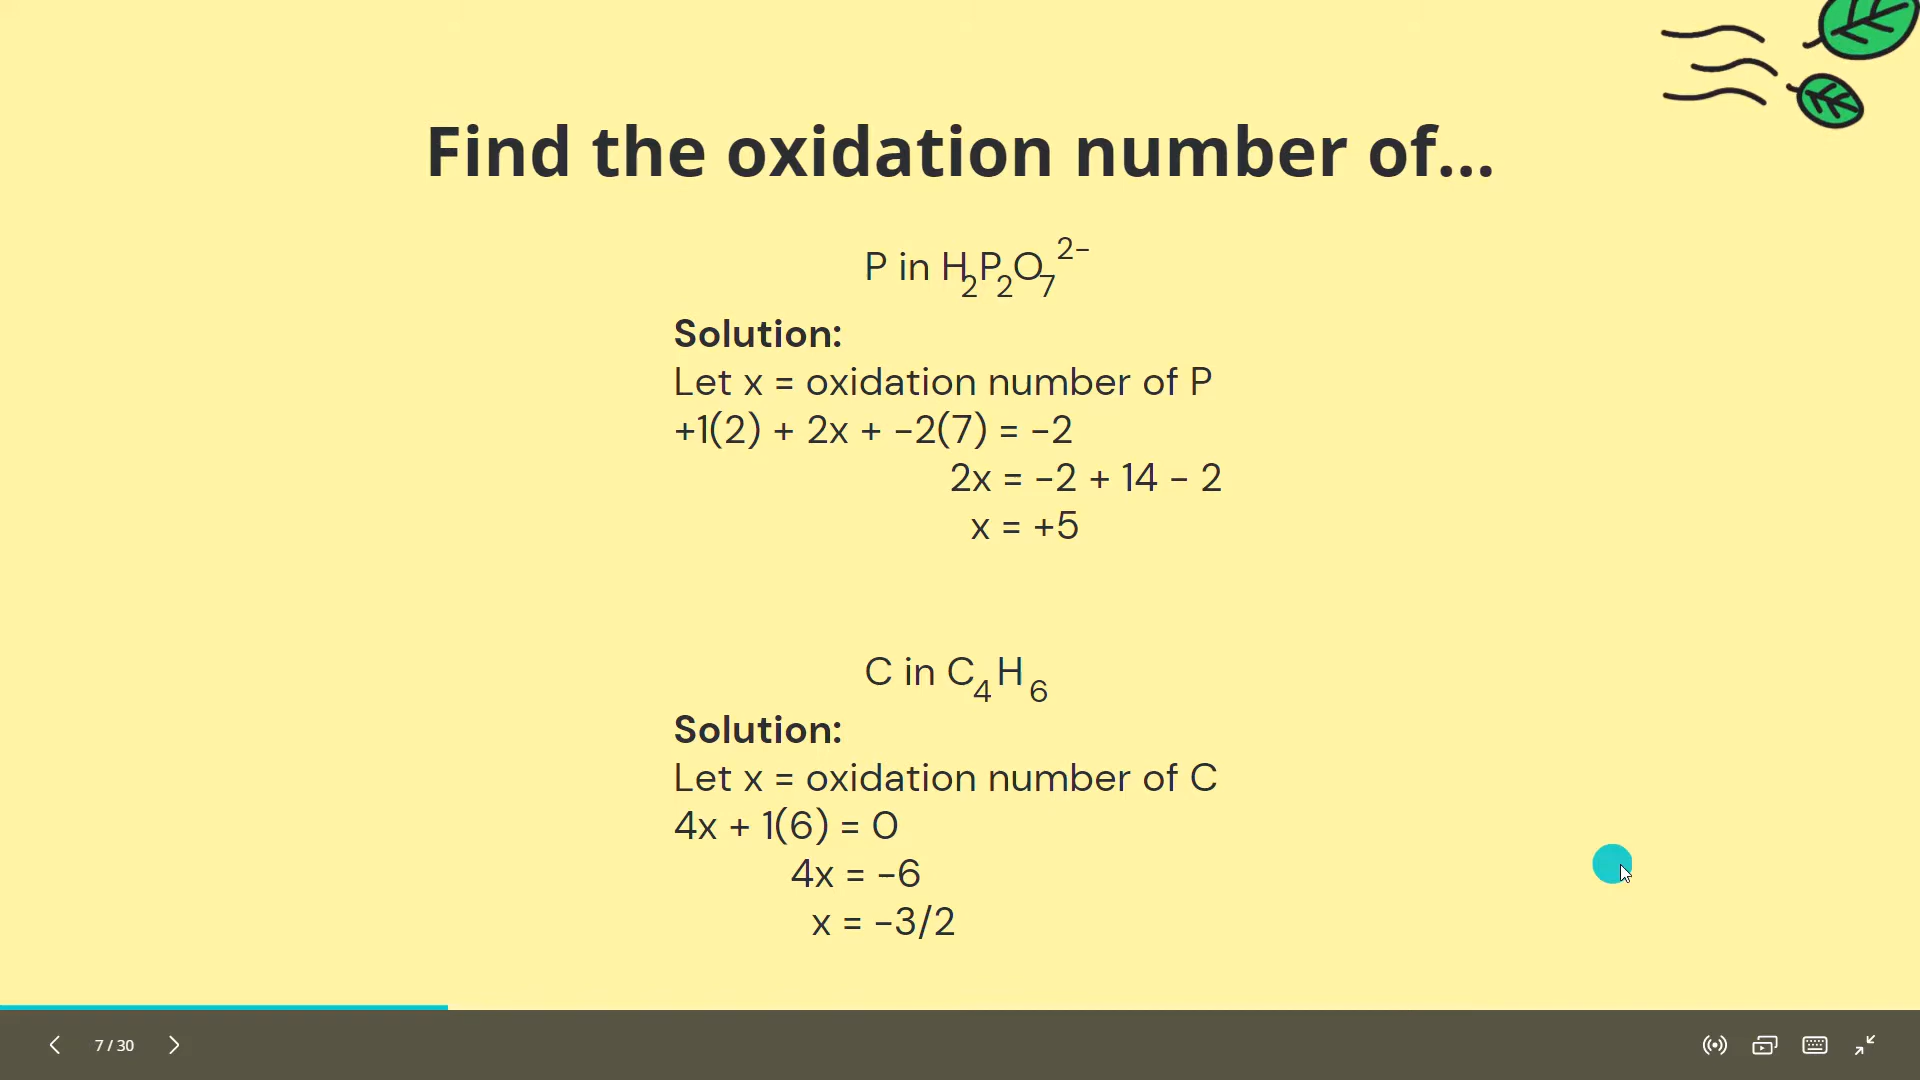 Find the oxidation number of...
P in H₂P₂O₇²⁻
Solution:
Let x = oxidation number of P
+1(2) + 2x + -2(7) = -2
2x = -2 + 14 - 2
x = +5
C in C₄H₆
Solution:
Let x = oxidation number of C
4x + 1(6) = 0
4x = -6
x = -3/2
7 / 30